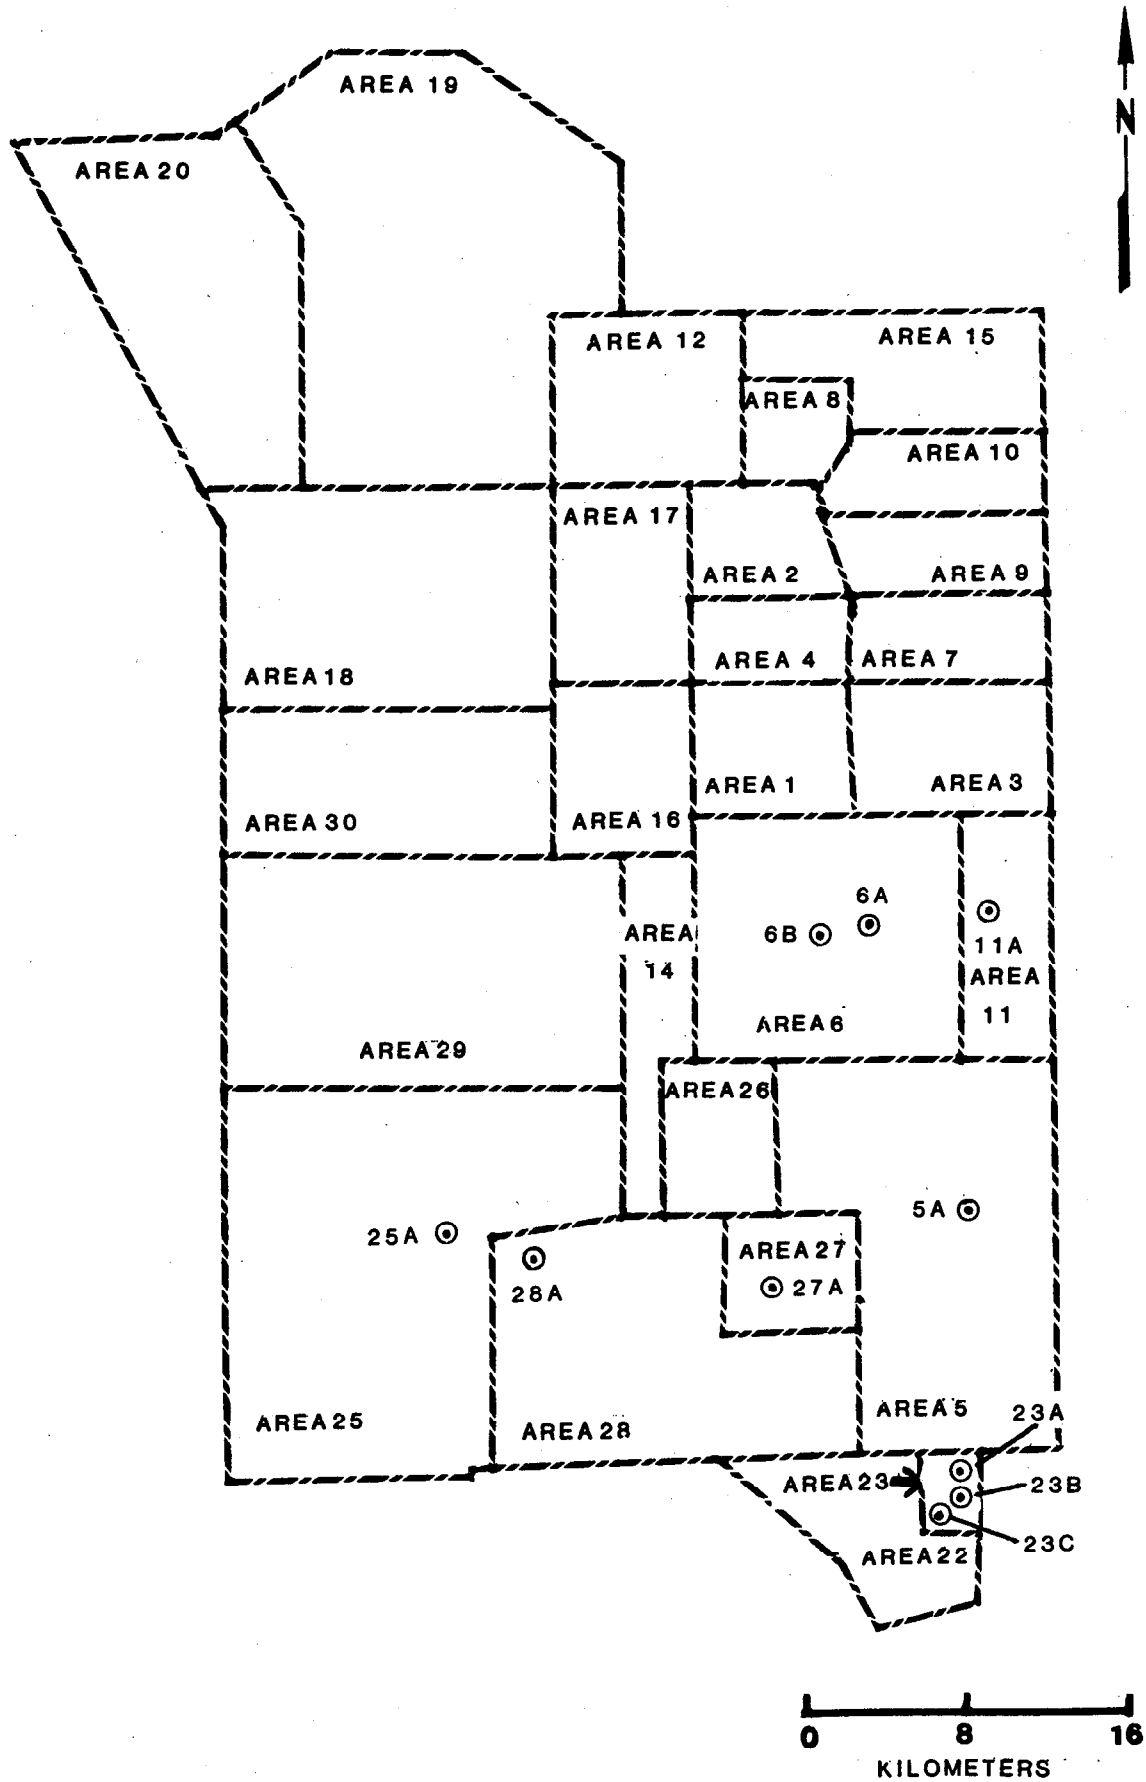 AREA 19
N
AREA 20
AREA 12
AREA 15
AREA 8
AREA 10
AREA 17
AREA 2
AREA 9
AREA 4
AREA 7
AREA 18
AREA 1
AREA 3
AREA 30
AREA 16
6A
6B
11A
AREA
14
AREA
11
AREA 6
AREA 29
AREA 26
5A
25A
28A
AREA 27
27A
AREA 5
23A
AREA 25
AREA 28
AREA 23
23B
23C
AREA 22
0 8 16
KILOMETERS